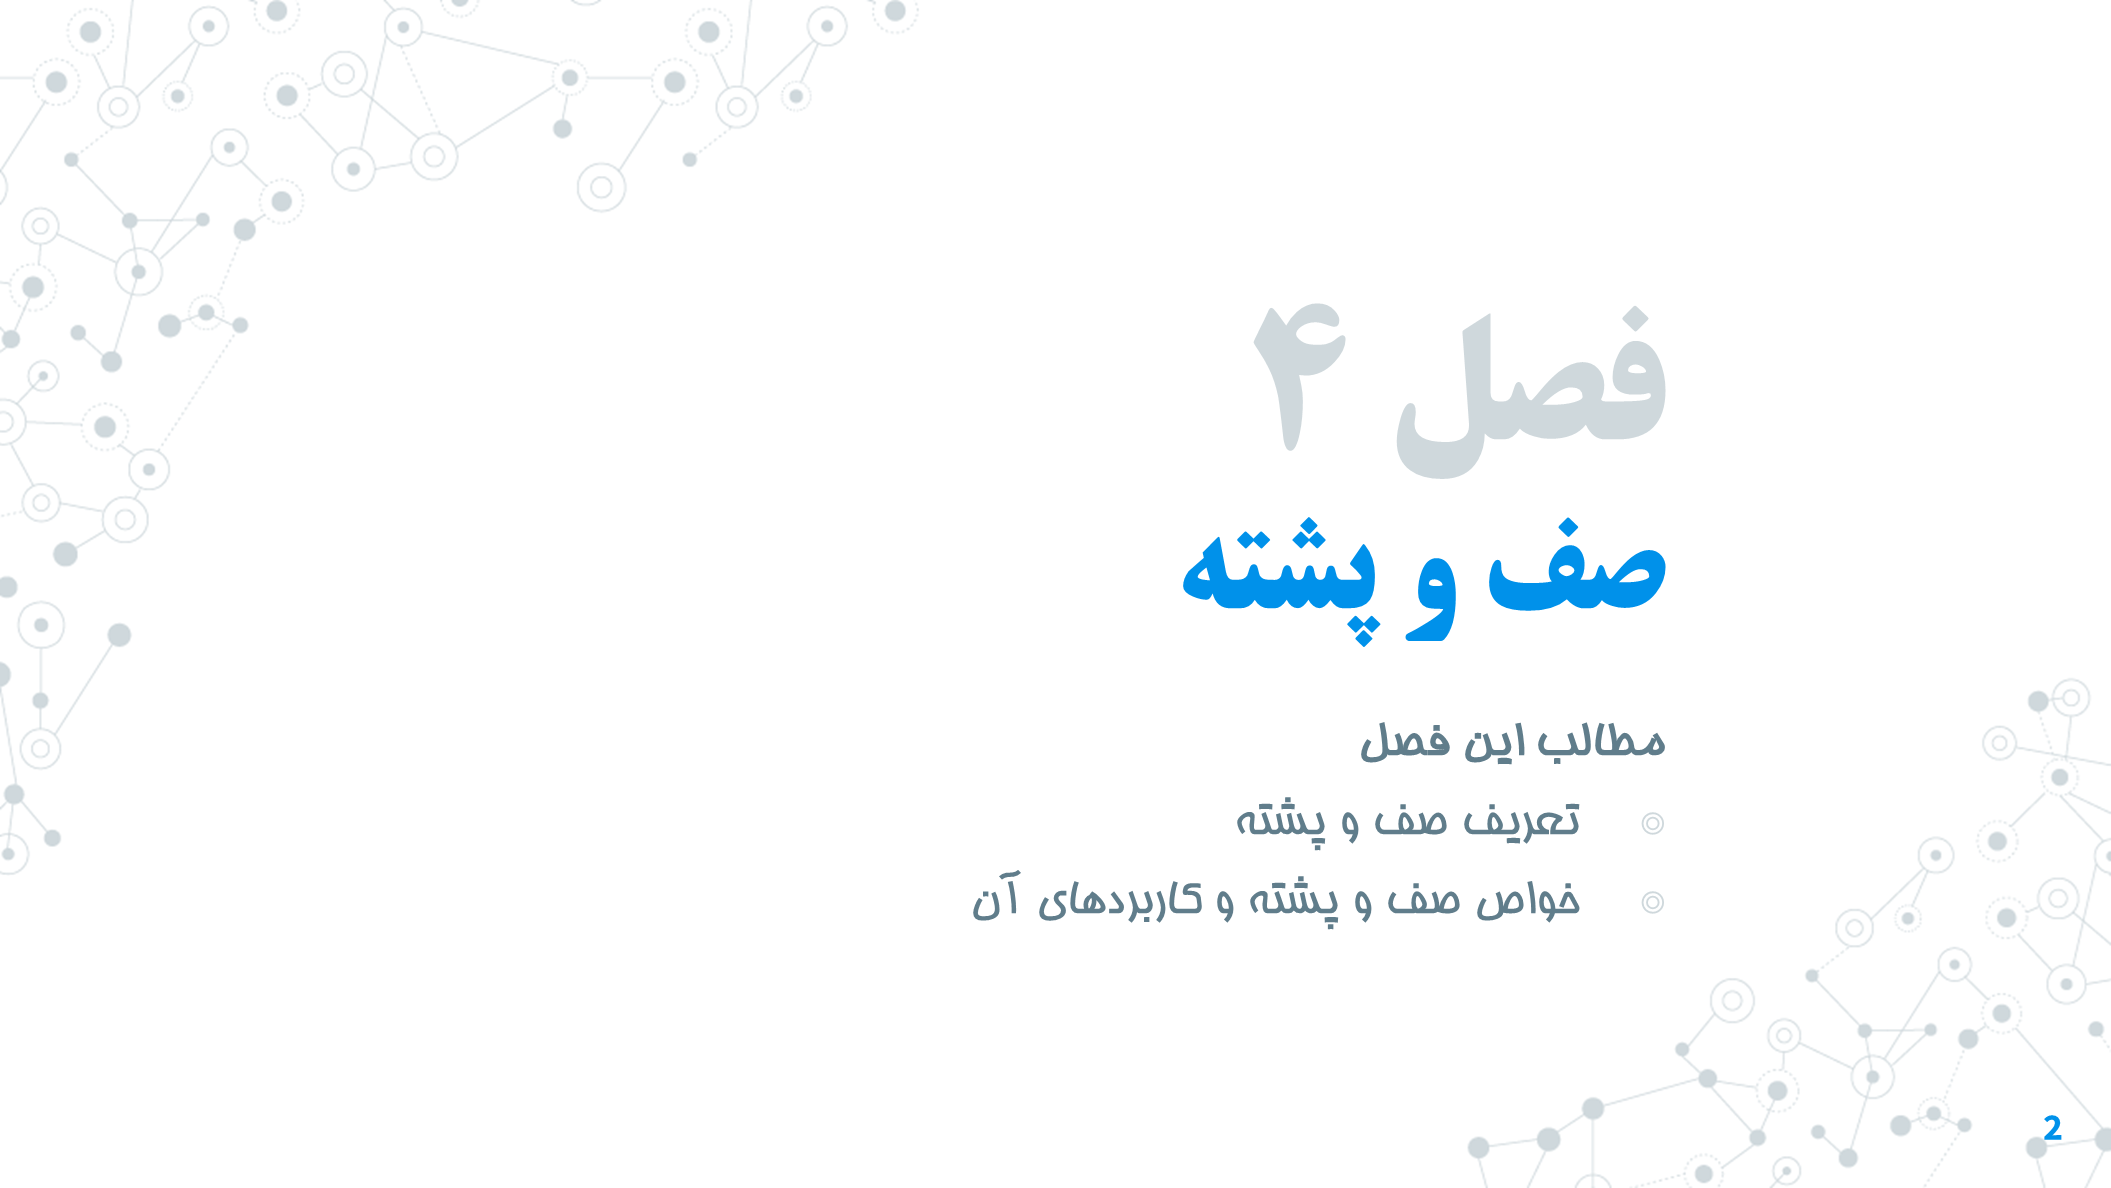 فصل ۴
صف و پشته
مطالب این فصل
تعریف صف و پشته
خواص صف و پشته و کاربردهای آن
2